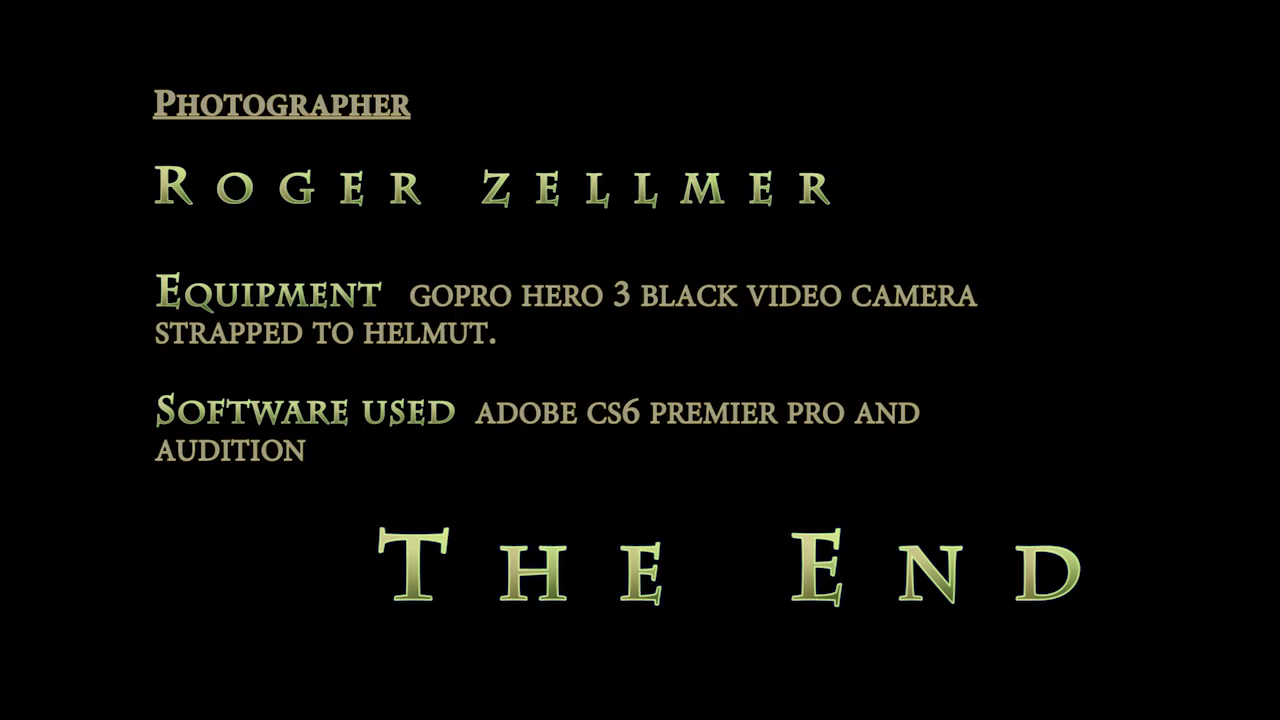 Photographer
Roger zellmer
Equipment gopro hero 3 black video camera
strapped to helmut.
Software used adobe cs6 premier pro and
audition
The End